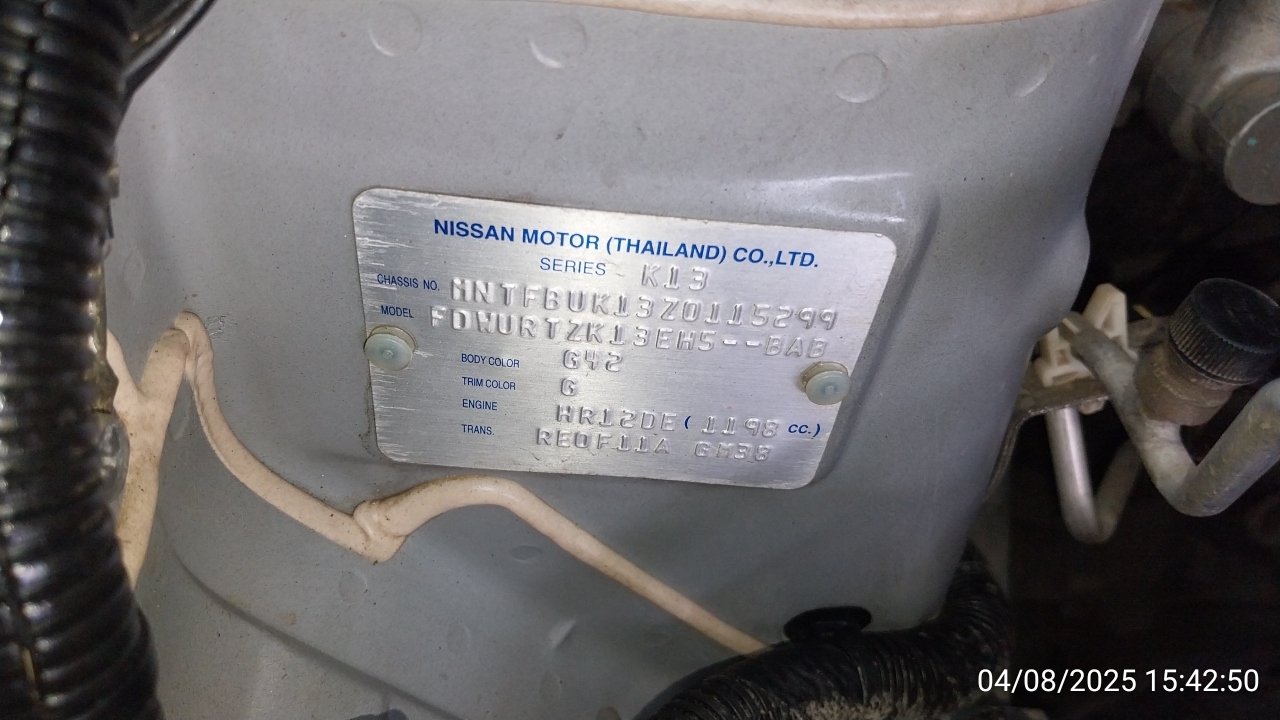 NISSAN MOTOR (THAILAND) CO.,LTD.
SERIES K13
CHASSIS NO. MNTFBUK13Z0115299
MODEL FDWURTZK13EH5--BAB
BODY COLOR G42
TRIM COLOR G
ENGINE HR12DE ( 1198 cc.)
TRANS. RE0F11A GM38
04/08/2025 15:42:50